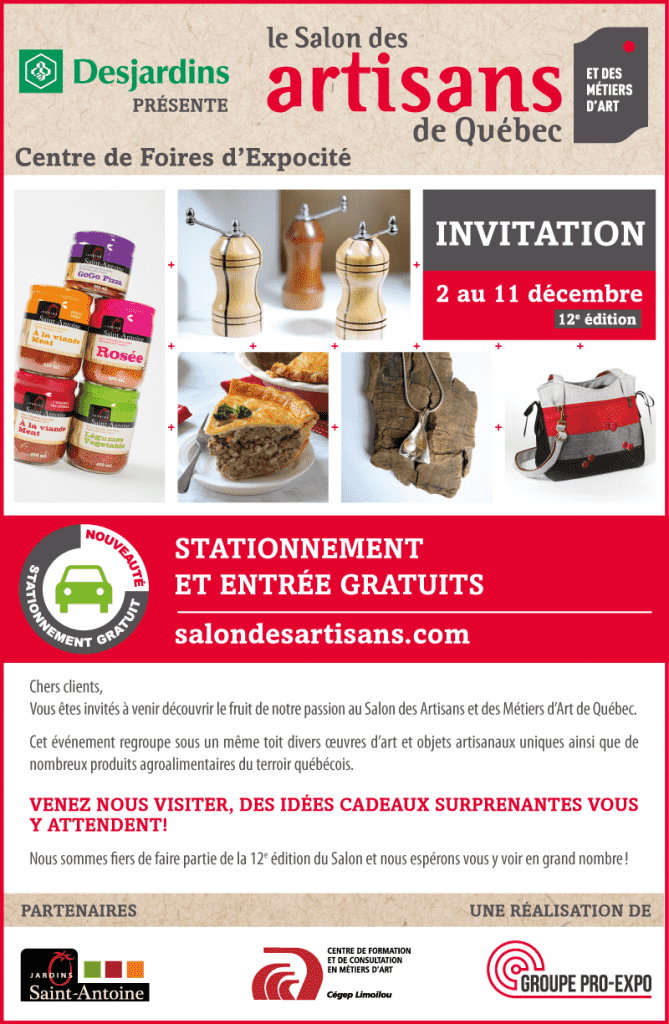 Desjardins
PRÉSENTE
le Salon des
artisans
de Québec
ET DES
MÉTIERS
D'ART
Centre de Foires d'Expocité
Saint-Antoine
GoGo Pizza
Saint-Antoine
À la viande
Meat
Rosée
Saint-Antoine
À la viande
Meat
Légumes
Vegetable
INVITATION
2 au 11 décembre
12e édition
NOUVEAUTÉ
STATIONNEMENT GRATUIT
STATIONNEMENT
ET ENTRÉE GRATUITS
salondesartisans.com
Chers clients,
Vous êtes invités à venir découvrir le fruit de notre passion au Salon des Artisans et des Métiers d'Art de Québec.
Cet événement regroupe sous un même toit divers œuvres d'art et objets artisanaux uniques ainsi que de
nombreux produits agroalimentaires du terroir québécois.
VENEZ NOUS VISITER, DES IDÉES CADEAUX SURPRENANTES VOUS
Y ATTENDENT!
Nous sommes fiers de faire partie de la 12e édition du Salon et nous espérons vous y voir en grand nombre!
PARTENAIRES
UNE RÉALISATION DE
JARDINS
Saint-Antoine
CENTRE DE FORMATION
ET DE CONSULTATION
EN MÉTIERS D'ART
Cégep Limoilou
GROUPE PRO-EXPO